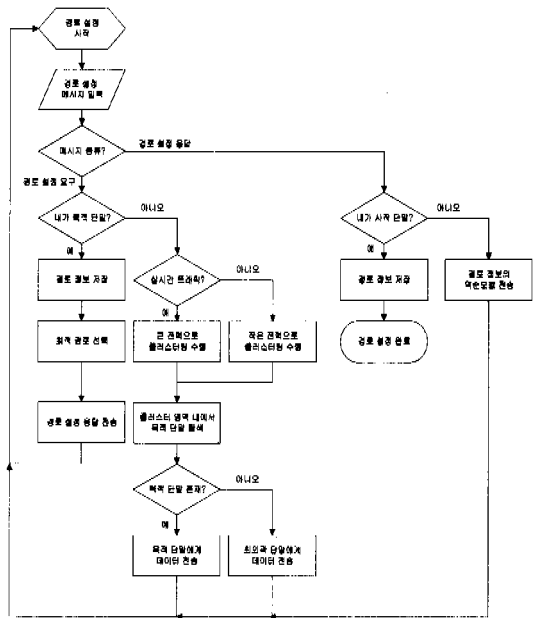 경로 설정
시작
경로 설정
메시지 입력
메시지 종류?
경로 설정 응답
경로 설정 요구
내가 목적 단말?
아니오
예
내가 시작 단말?
아니오
예
경로 정보 저장
실시간 트래픽?
아니오
예
경로 정보 저장
경로 정보의
역순으로 전송
최적 경로 선택
큰 전력으로
클러스터링 수행
작은 전력으로
클러스터링 수행
경로 설정 완료
경로 설정 응답 전송
클러스터 영역 내에서
목적 단말 탐색
목적 단말 존재?
아니오
예
목적 단말에게
데이터 전송
최외곽 단말에게
데이터 전송